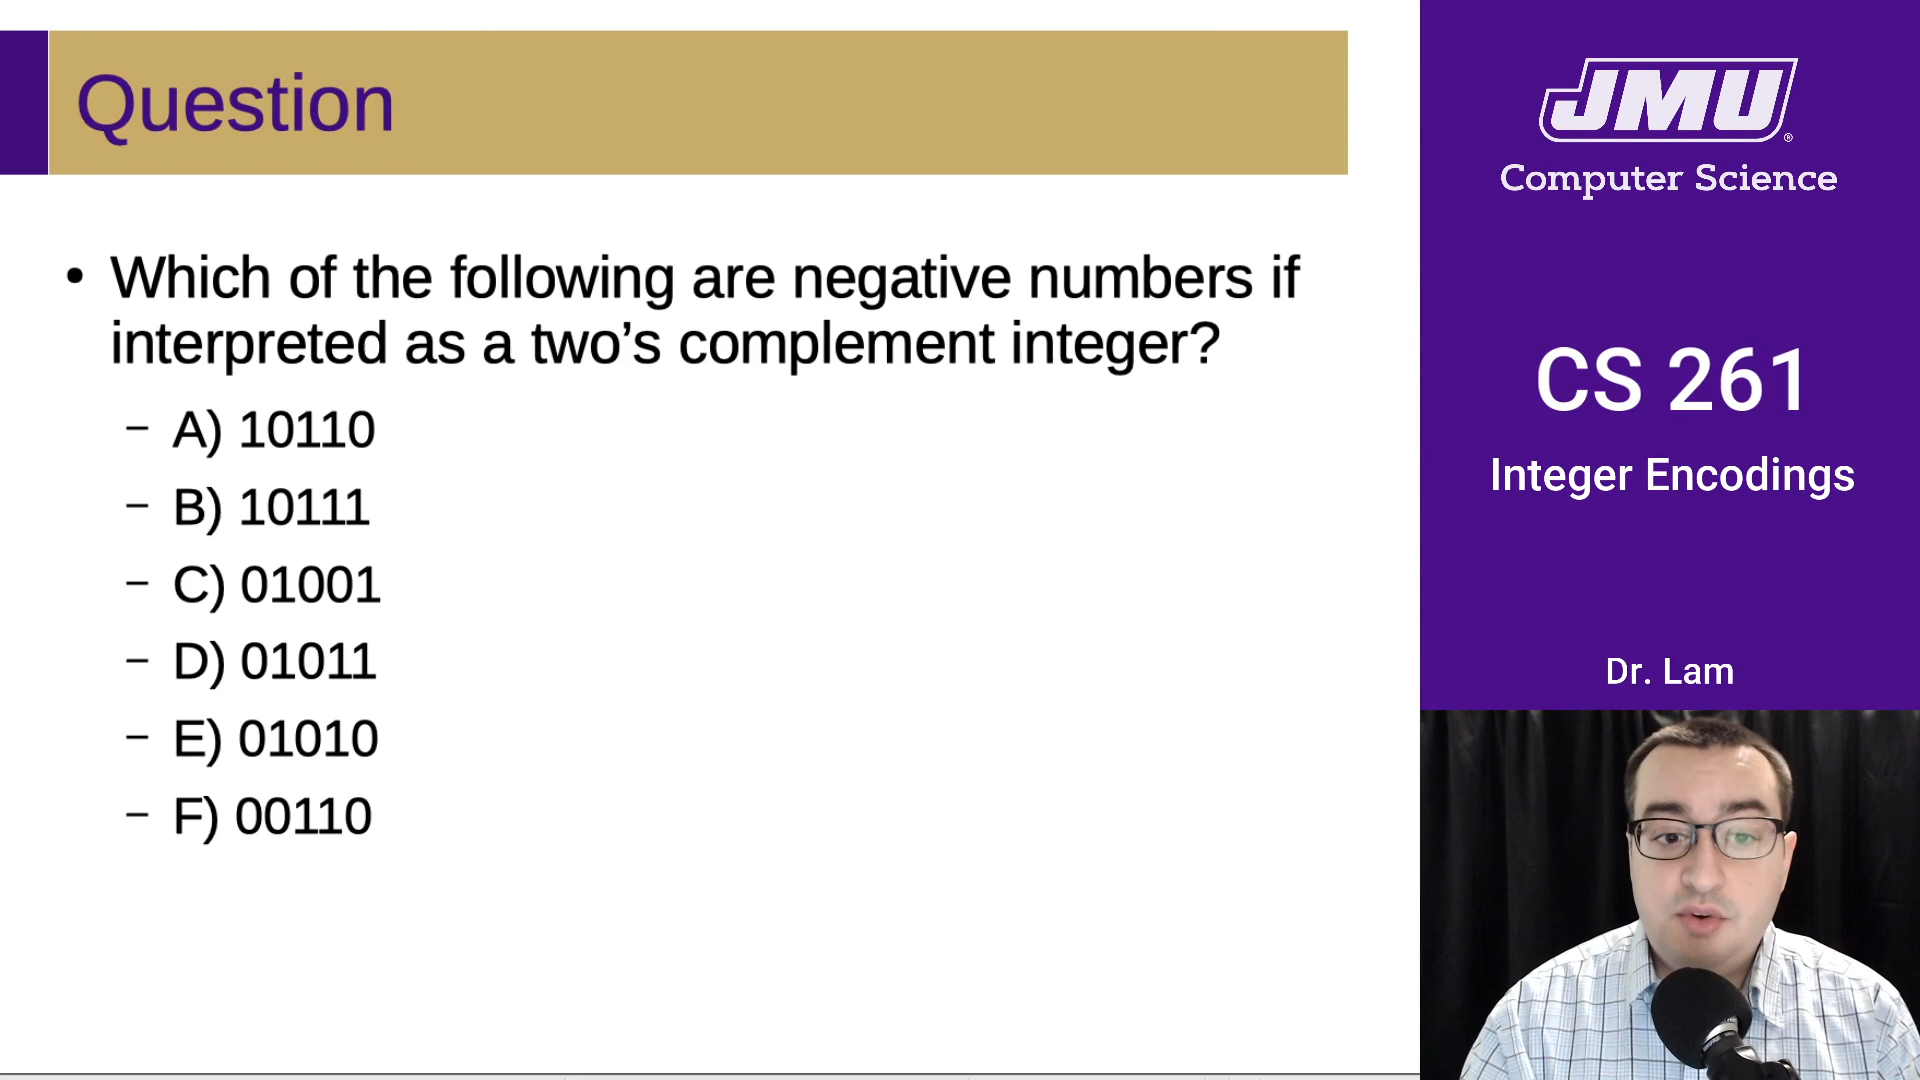 Question
• Which of the following are negative numbers if
interpreted as a two’s complement integer?
– A) 10110
– B) 10111
– C) 01001
– D) 01011
– E) 01010
– F) 00110
JMU®
Computer Science
CS 261
Integer Encodings
Dr. Lam